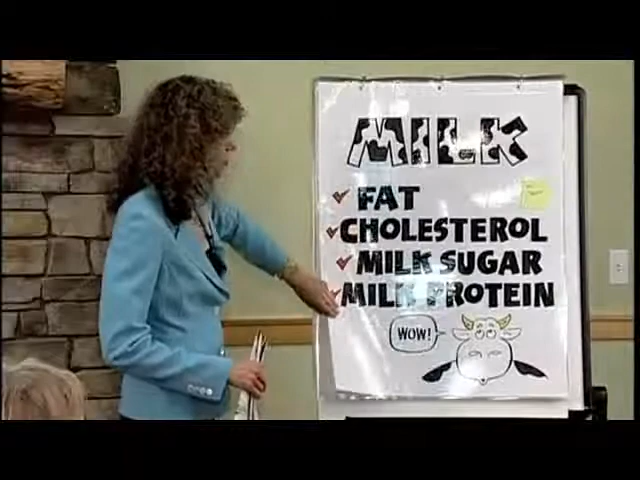 MILK
FAT
CHOLESTEROL
MILK SUGAR
MILK PROTEIN
WOW!